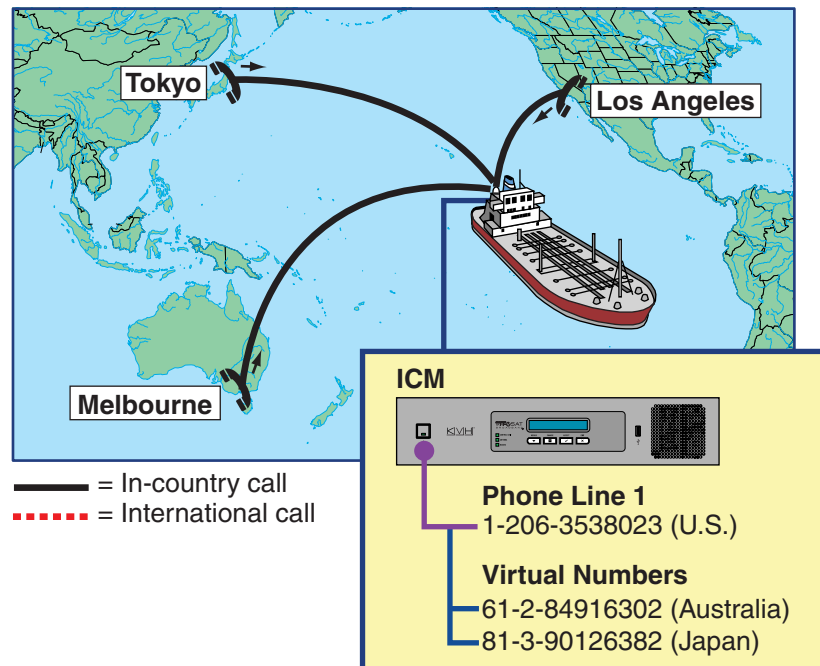 Tokyo
Los Angeles
Melbourne
ICM
KVH
Phone Line 1
1-206-3538023 (U.S.)
Virtual Numbers
61-2-84916302 (Australia)
81-3-90126382 (Japan)
= In-country call
= International call